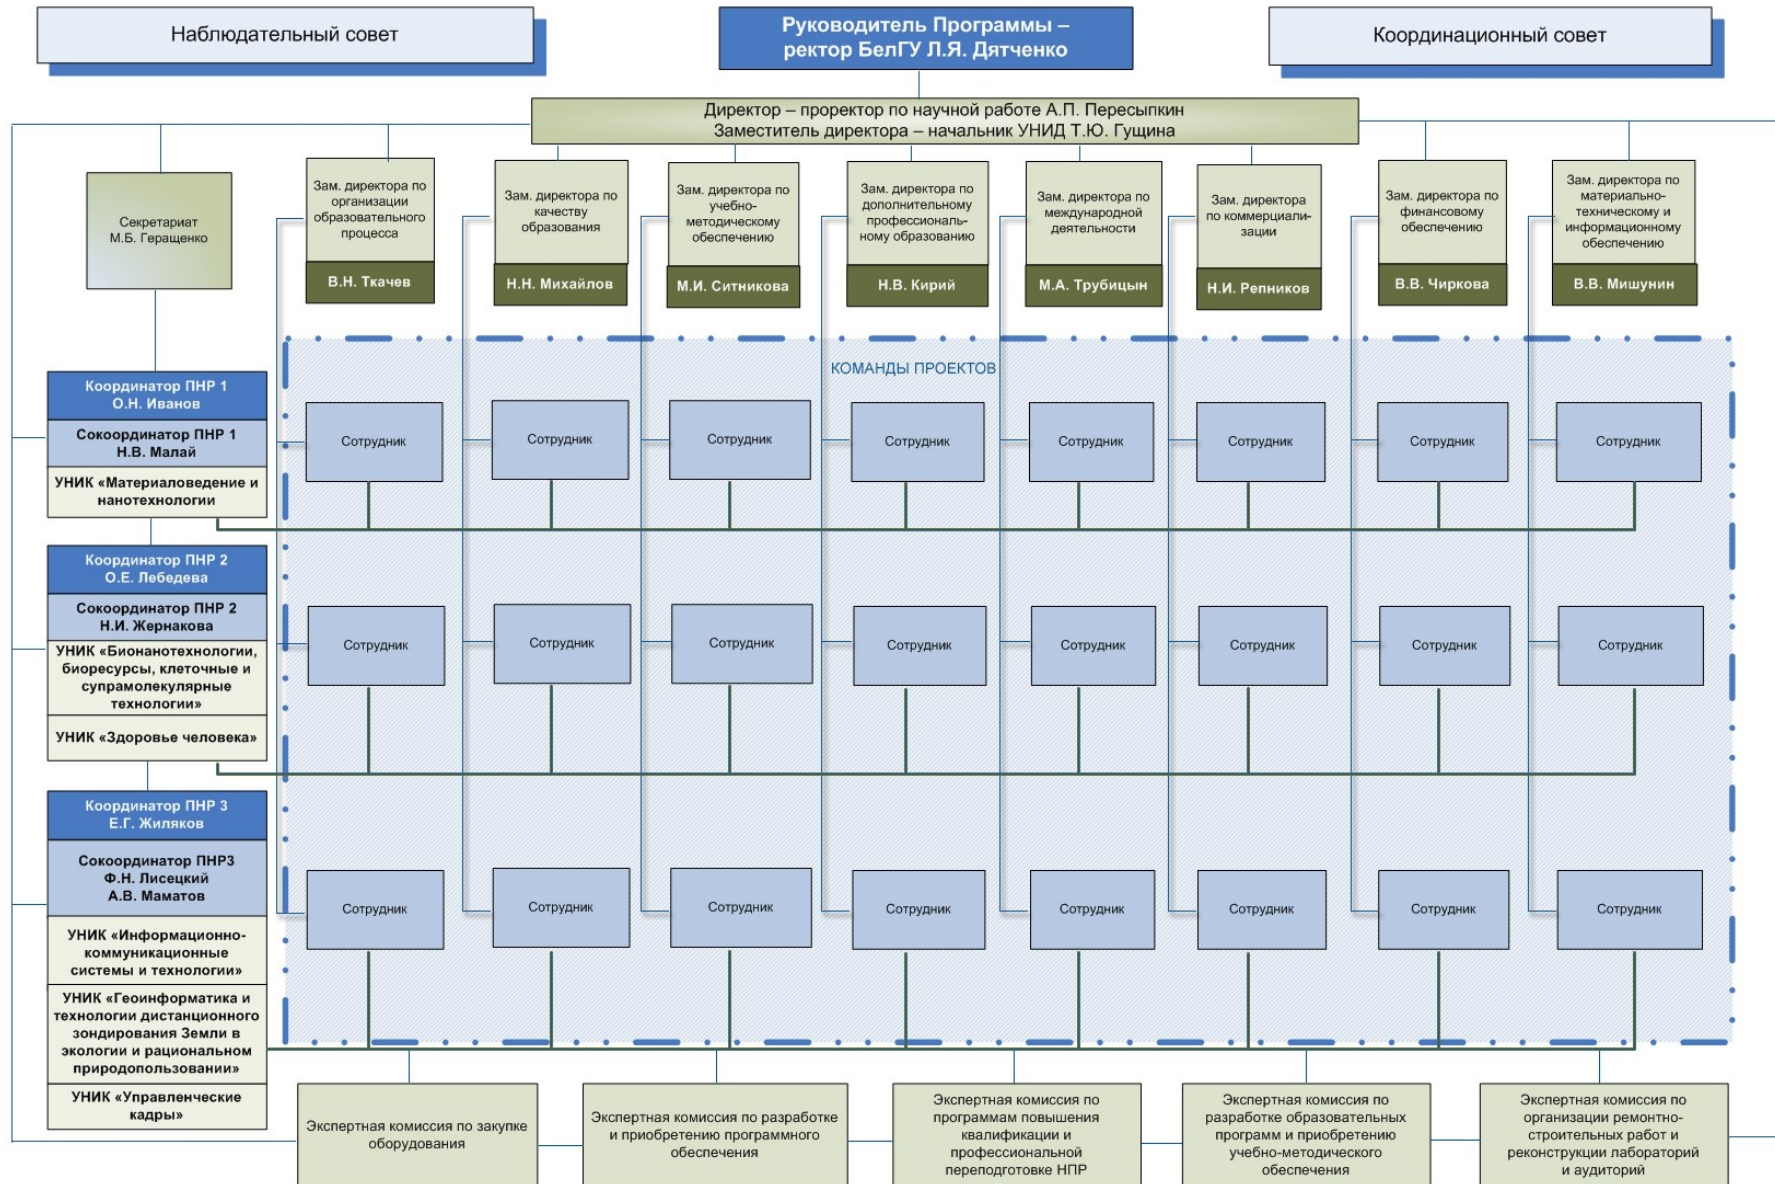 Наблюдательный совет
Руководитель Программы –
ректор БелГУ Л.Я. Дятченко
Координационный совет
Директор – проректор по научной работе А.П. Пересыпкин
Заместитель директора – начальник УНИД Т.Ю. Гущина
Секретариат
М.Б. Геращенко
Зам. директора по
организации
образовательного
процесса
В.Н. Ткачев
Зам. директора по
качеству
образования
Н.Н. Михайлов
Зам. директора по
учебно-
методическому
обеспечению
М.И. Ситникова
Зам. директора по
дополнительному
профессиональ-
ному образованию
Н.В. Кирий
Зам. директора по
международной
деятельности
М.А. Трубицын
Зам. директора
по коммерциали-
зации
Н.И. Репников
Зам. директора по
финансовому
обеспечению
В.В. Чиркова
Зам. директора по
материально-
техническому и
информационному
обеспечению
В.В. Мишунин
КОМАНДЫ ПРОЕКТОВ
Координатор ПНР 1
О.Н. Иванов
Сокоординатор ПНР 1
Н.В. Малай
УНИК «Материаловедение и
нанотехнологии
Сотрудник
Сотрудник
Сотрудник
Сотрудник
Сотрудник
Сотрудник
Сотрудник
Сотрудник
Координатор ПНР 2
О.Е. Лебедева
Сокоординатор ПНР 2
Н.И. Жернакова
УНИК «Бионанотехнологии,
биоресурсы, клеточные и
супрамолекулярные
технологии»
УНИК «Здоровье человека»
Сотрудник
Сотрудник
Сотрудник
Сотрудник
Сотрудник
Сотрудник
Сотрудник
Сотрудник
Координатор ПНР 3
Е.Г. Жиляков
Сокоординатор ПНР3
Ф.Н. Лисецкий
А.В. Маматов
УНИК «Информационно-
коммуникационные
системы и технологии»
УНИК «Геоинформатика и
технологии дистанционного
зондирования Земли в
экологии и рациональном
природопользовании»
УНИК «Управленческие
кадры»
Сотрудник
Сотрудник
Сотрудник
Сотрудник
Сотрудник
Сотрудник
Сотрудник
Сотрудник
Экспертная комиссия по закупке
оборудования
Экспертная комиссия по разработке
и приобретению программного
обеспечения
Экспертная комиссия по
программам повышения
квалификации и
профессиональной
переподготовке НПР
Экспертная комиссия по
разработке образовательных
программ и приобретению
учебно-методического
обеспечения
Экспертная комиссия по
организации ремонтно-
строительных работ и
реконструкции лабораторий
и аудиторий